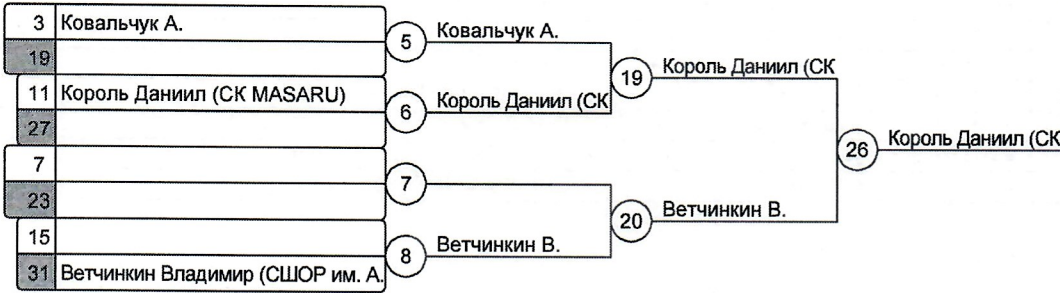 3 Ковальчук А.
19
5 Ковальчук А.
11 Король Даниил (СК MASARU)
27
6 Король Даниил (СК
19 Король Даниил (СК
7
23
7
15
31 Ветчинкин Владимир (СШОР им. А.
8 Ветчинкин В.
20 Ветчинкин В.
26 Король Даниил (СК